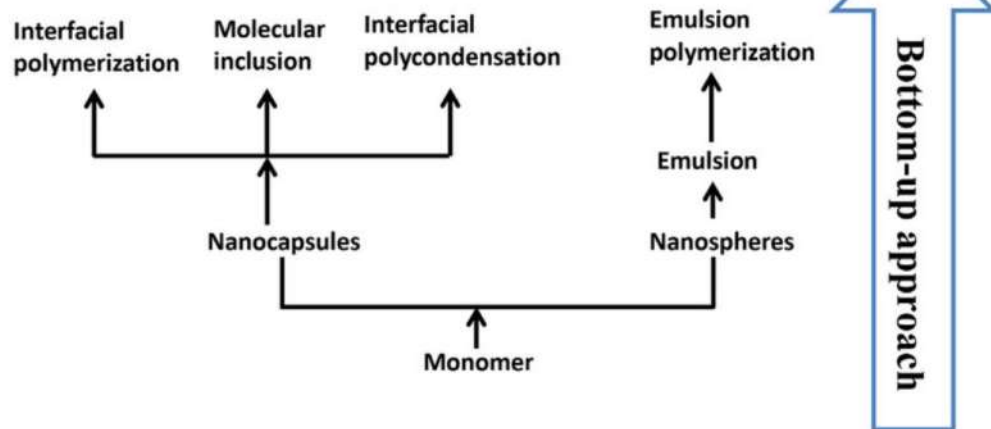 Interfacial
polymerization
Molecular
inclusion
Interfacial
polycondensation
Emulsion
polymerization
Emulsion
Nanocapsules
Nanospheres
Monomer
Bottom-up approach